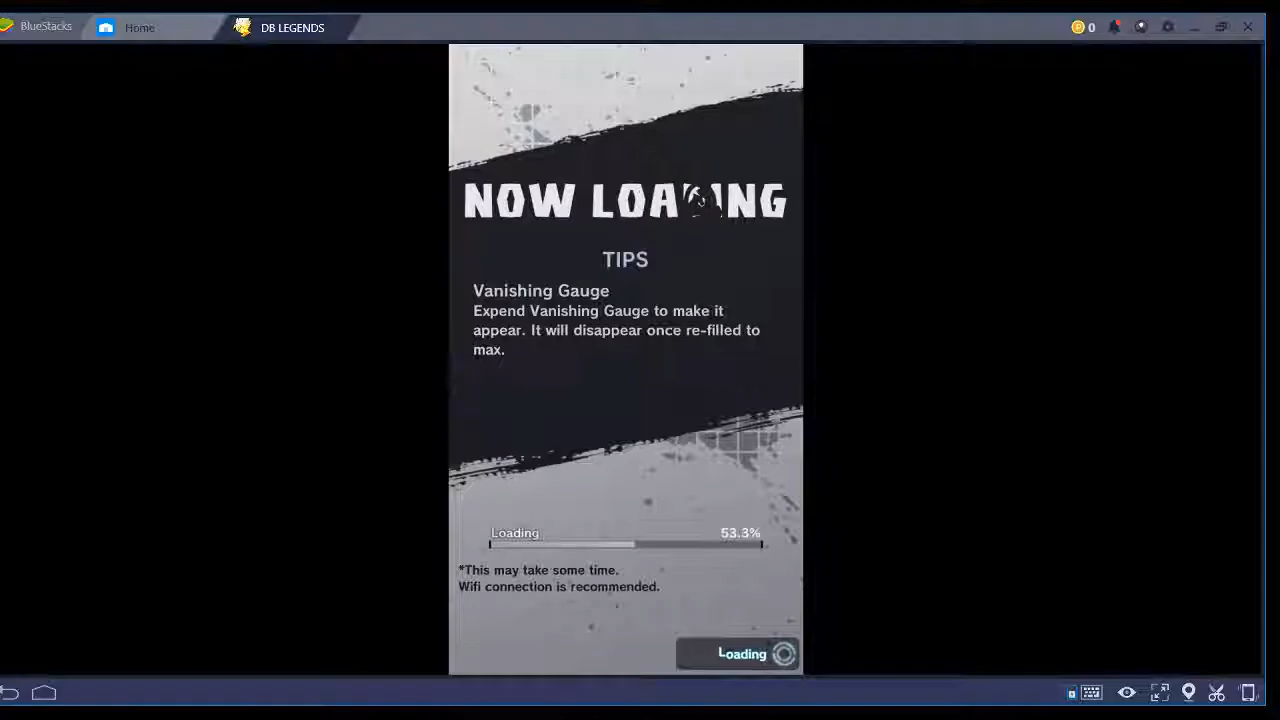 BlueStacks
Home
DB LEGENDS
0
NOW LOADING
TIPS
Vanishing Gauge
Expend Vanishing Gauge to make it
appear. It will disappear once re-filled to
max.
Loading
53.3%
*This may take some time.
Wifi connection is recommended.
Loading